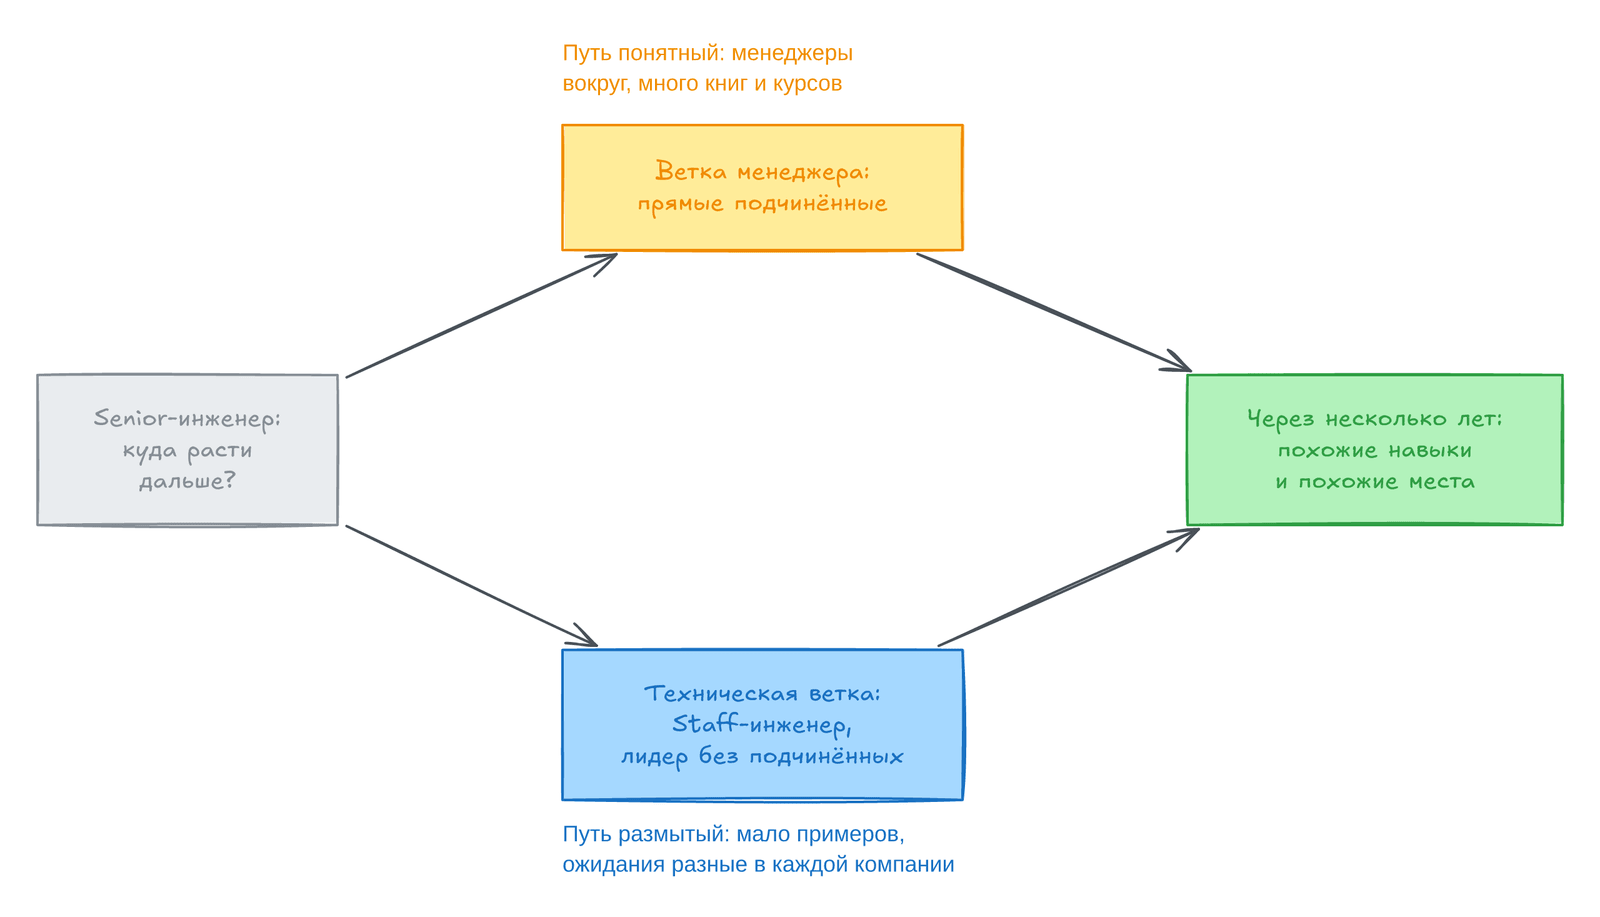 Путь понятный: менеджеры
вокруг, много книг и курсов
Ветка менеджера:
прямые подчинённые
Senior-инженер:
куда расти
дальше?
Через несколько лет:
похожие навыки
и похожие места
Техническая ветка:
Staff-инженер,
лидер без подчинённых
Путь размытый: мало примеров,
ожидания разные в каждой компании